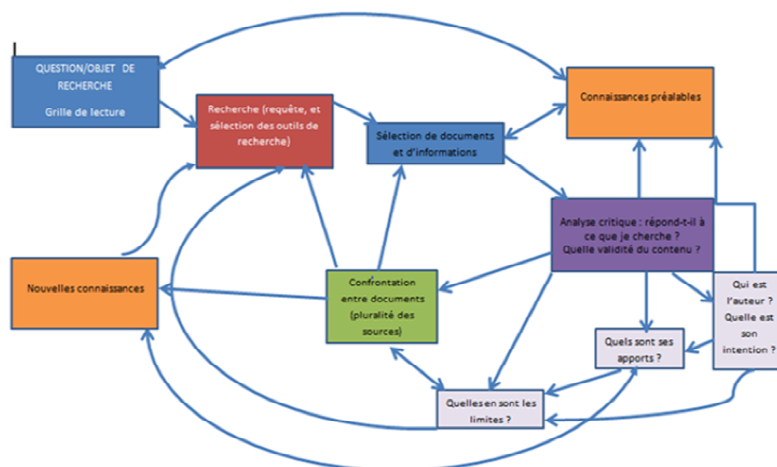 QUESTION/OBJET DE
RECHERCHE
Grille de lecture
Recherche (requête, et
sélection des outils de
recherche)
Sélection de documents
et d'informations
Connaissances préalables
Analyse critique : répond-t-il à
ce que je cherche ?
Quelle validité du contenu ?
Nouvelles connaissances
Confrontation
entre documents
(pluralité des
sources)
Qui est
l'auteur ?
Quelle est
son
intention ?
Quels sont ses
apports ?
Quelles en sont les
limites ?